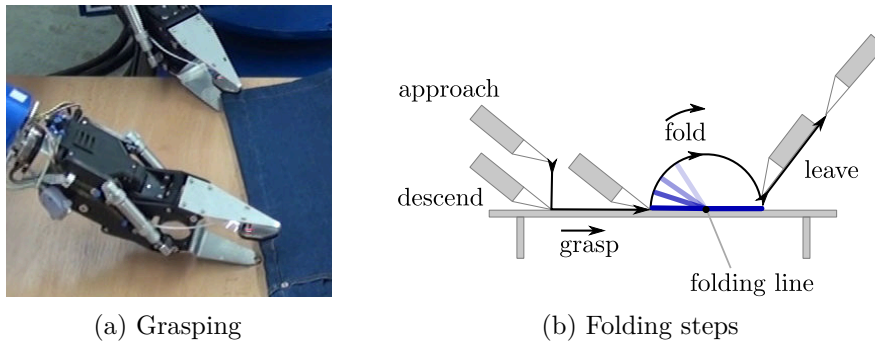 approach
fold
descend
leave
grasp
folding line
(a) Grasping
(b) Folding steps